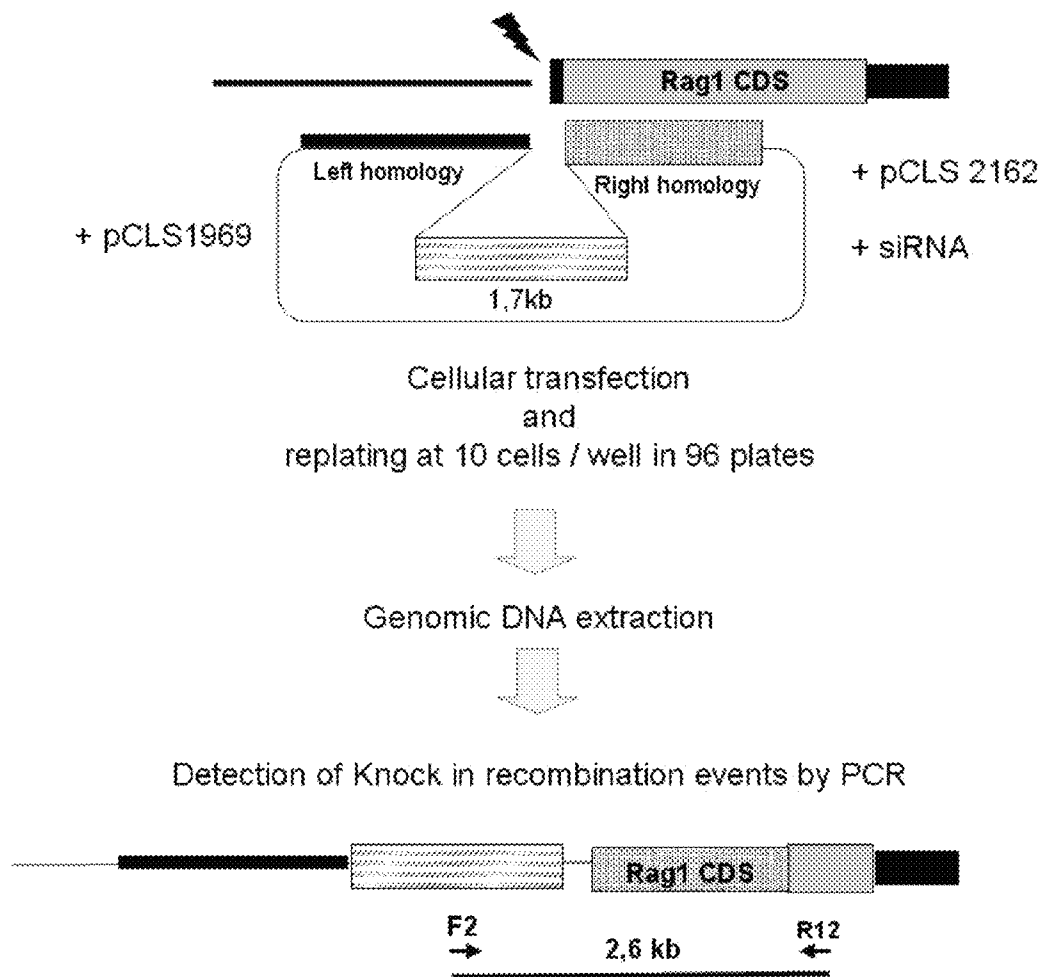 Rag1 CDS
Left homology
Right homology
+ pCLS 2162
+ pCLS1969
+ siRNA
1,7kb
Cellular transfection
and
replating at 10 cells / well in 96 plates
Genomic DNA extraction
Detection of Knock in recombination events by PCR
Rag1 CDS
F2
2,6 kb
R12